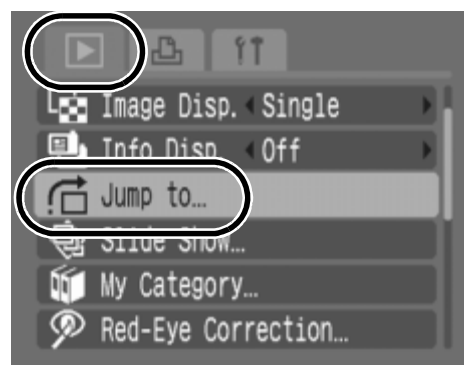 Image Disp. Single
Info Disp. Off
Jump to...
Slide Show...
My Category...
Red-Eye Correction...